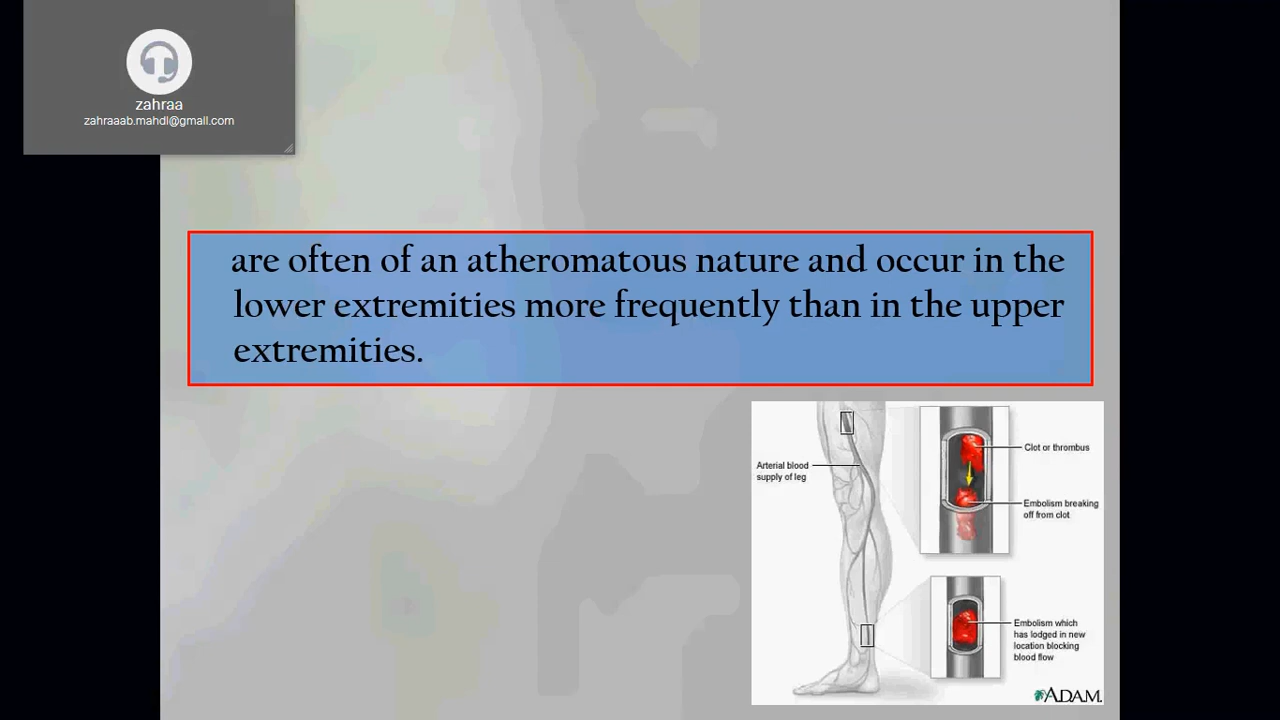 zahraa
zahraaab.mahdl@gmail.com
are often of an atheromatous nature and occur in the
lower extremities more frequently than in the upper
extremities.
Arterial blood
supply of leg
Clot or thrombus
Embolism breaking
off from clot
Embolism which
has lodged in new
location blocking
blood flow
A.D.A.M.